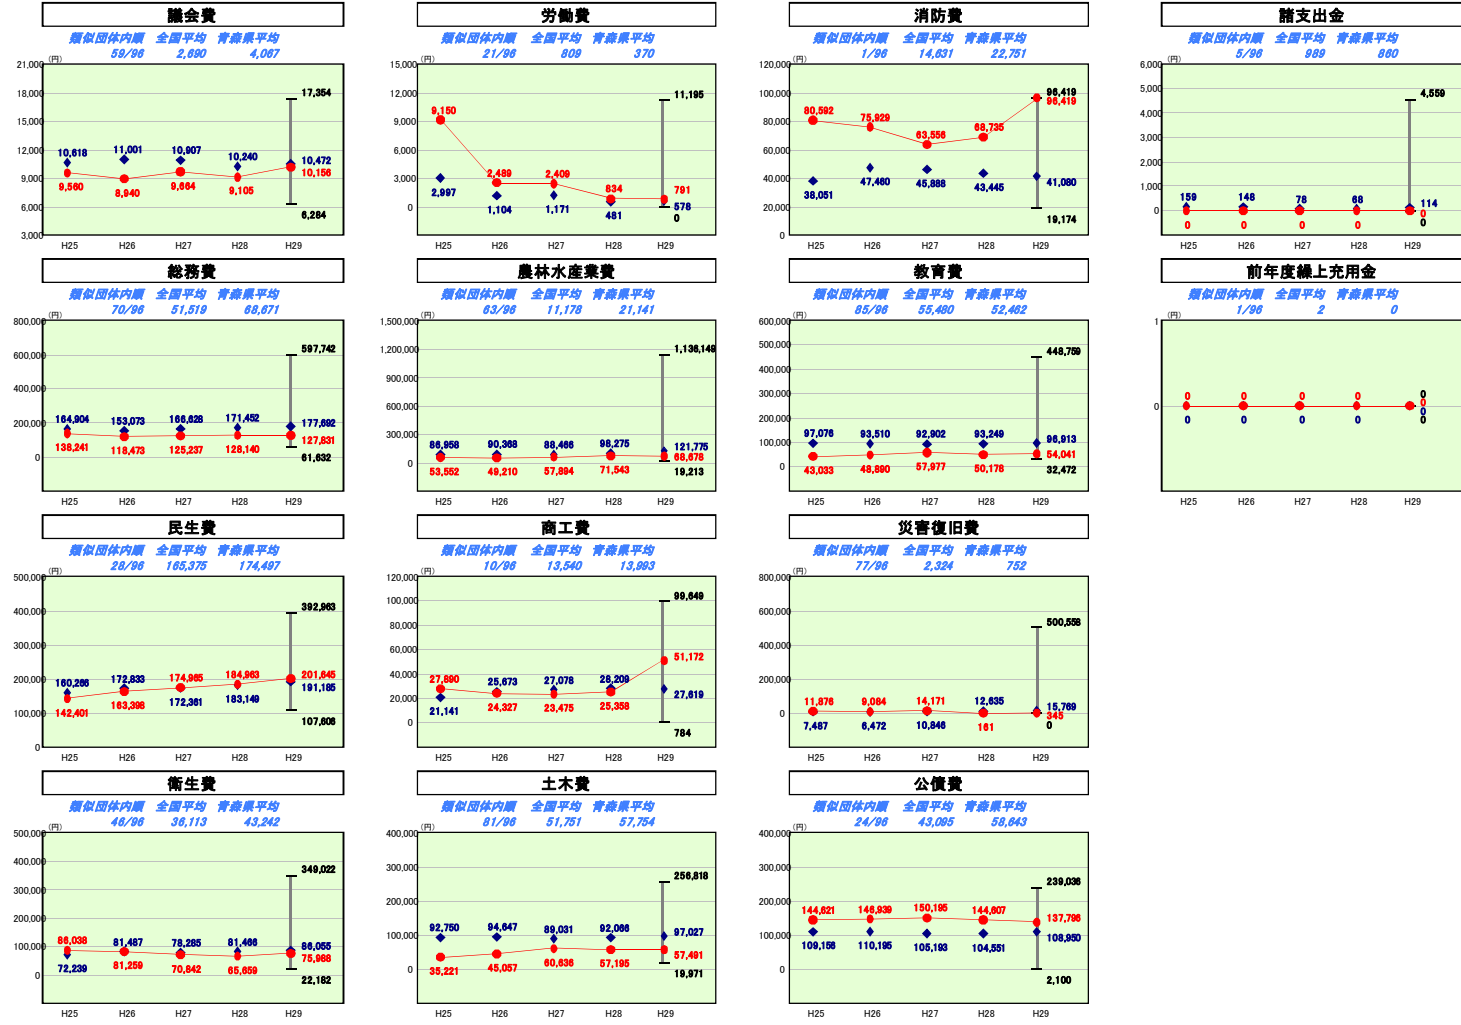 議会費
類似団体内順 全国平均 青森県平均
59/96 2,690 4,067
(円)
21,000
18,000
15,000
12,000
9,000
6,000
3,000
17,354
10,618 11,001 10,907 10,240 10,472
9,560 8,940 9,664 9,105 10,156
6,284
H25 H26 H27 H28 H29
労働費
類似団体内順 全国平均 青森県平均
21/96 809 370
(円)
15,000
12,000
9,000
6,000
3,000
0
11,195
9,150 2,489 2,409 834 791
2,997 1,104 1,171 481 578
0
H25 H26 H27 H28 H29
消防費
類似団体内順 全国平均 青森県平均
1/96 14,631 22,751
(円)
120,000
100,000
80,000
60,000
40,000
20,000
0
96,419
80,592 75,929 63,556 68,735 96,419
38,051 47,460 45,888 43,445 41,080
19,174
H25 H26 H27 H28 H29
諸支出金
類似団体内順 全国平均 青森県平均
5/96 989 860
(円)
6,000
5,000
4,000
3,000
2,000
1,000
0
4,559
159 148 78 68 114
0 0 0 0 0
0
H25 H26 H27 H28 H29
総務費
類似団体内順 全国平均 青森県平均
70/96 51,519 68,671
(円)
800,000
600,000
400,000
200,000
0
597,742
164,904 153,073 166,628 171,452 177,692
138,241 118,473 125,237 128,140 127,831
61,632
H25 H26 H27 H28 H29
農林水産業費
類似団体内順 全国平均 青森県平均
63/96 11,178 21,141
(円)
1,500,000
1,200,000
900,000
600,000
300,000
0
1,136,149
86,958 90,368 88,466 98,275 121,775
53,552 49,210 57,894 71,543 68,678
19,213
H25 H26 H27 H28 H29
教育費
類似団体内順 全国平均 青森県平均
85/96 55,480 52,462
(円)
600,000
500,000
400,000
300,000
200,000
100,000
0
448,759
97,076 93,510 92,902 93,249 96,913
43,033 48,890 57,977 50,178 54,041
32,472
H25 H26 H27 H28 H29
前年度繰上充用金
類似団体内順 全国平均 青森県平均
1/96 2 0
(円)
1
0
0
0 0 0 0 0
0 0 0 0 0
0
H25 H26 H27 H28 H29
民生費
類似団体内順 全国平均 青森県平均
28/96 165,375 174,497
(円)
500,000
400,000
300,000
200,000
100,000
0
392,963
160,266 172,833 174,965 184,963 201,645
142,401 163,398 172,361 183,149 191,185
107,606
H25 H26 H27 H28 H29
商工費
類似団体内順 全国平均 青森県平均
10/96 13,540 13,993
(円)
120,000
100,000
80,000
60,000
40,000
20,000
0
99,649
27,890 25,673 27,078 28,209 51,172
21,141 24,327 23,475 25,358 27,619
784
H25 H26 H27 H28 H29
災害復旧費
類似団体内順 全国平均 青森県平均
77/96 2,324 752
(円)
800,000
600,000
400,000
200,000
0
500,558
11,876 9,084 14,171 12,635 15,769
7,487 6,472 10,846 161 345
0
H25 H26 H27 H28 H29
衛生費
類似団体内順 全国平均 青森県平均
46/96 36,113 43,242
(円)
500,000
400,000
300,000
200,000
100,000
0
349,022
86,038 81,487 78,285 81,466 86,055
72,239 81,259 70,842 65,659 75,988
22,182
H25 H26 H27 H28 H29
土木費
類似団体内順 全国平均 青森県平均
81/96 51,751 57,754
(円)
400,000
300,000
200,000
100,000
0
256,818
92,750 94,647 89,031 92,066 97,027
35,221 45,057 60,636 57,195 57,491
19,971
H25 H26 H27 H28 H29
公債費
類似団体内順 全国平均 青森県平均
24/96 43,095 58,643
(円)
400,000
300,000
200,000
100,000
0
239,036
144,621 146,939 150,195 144,607 137,796
109,156 110,195 105,193 104,551 108,950
2,100
H25 H26 H27 H28 H29